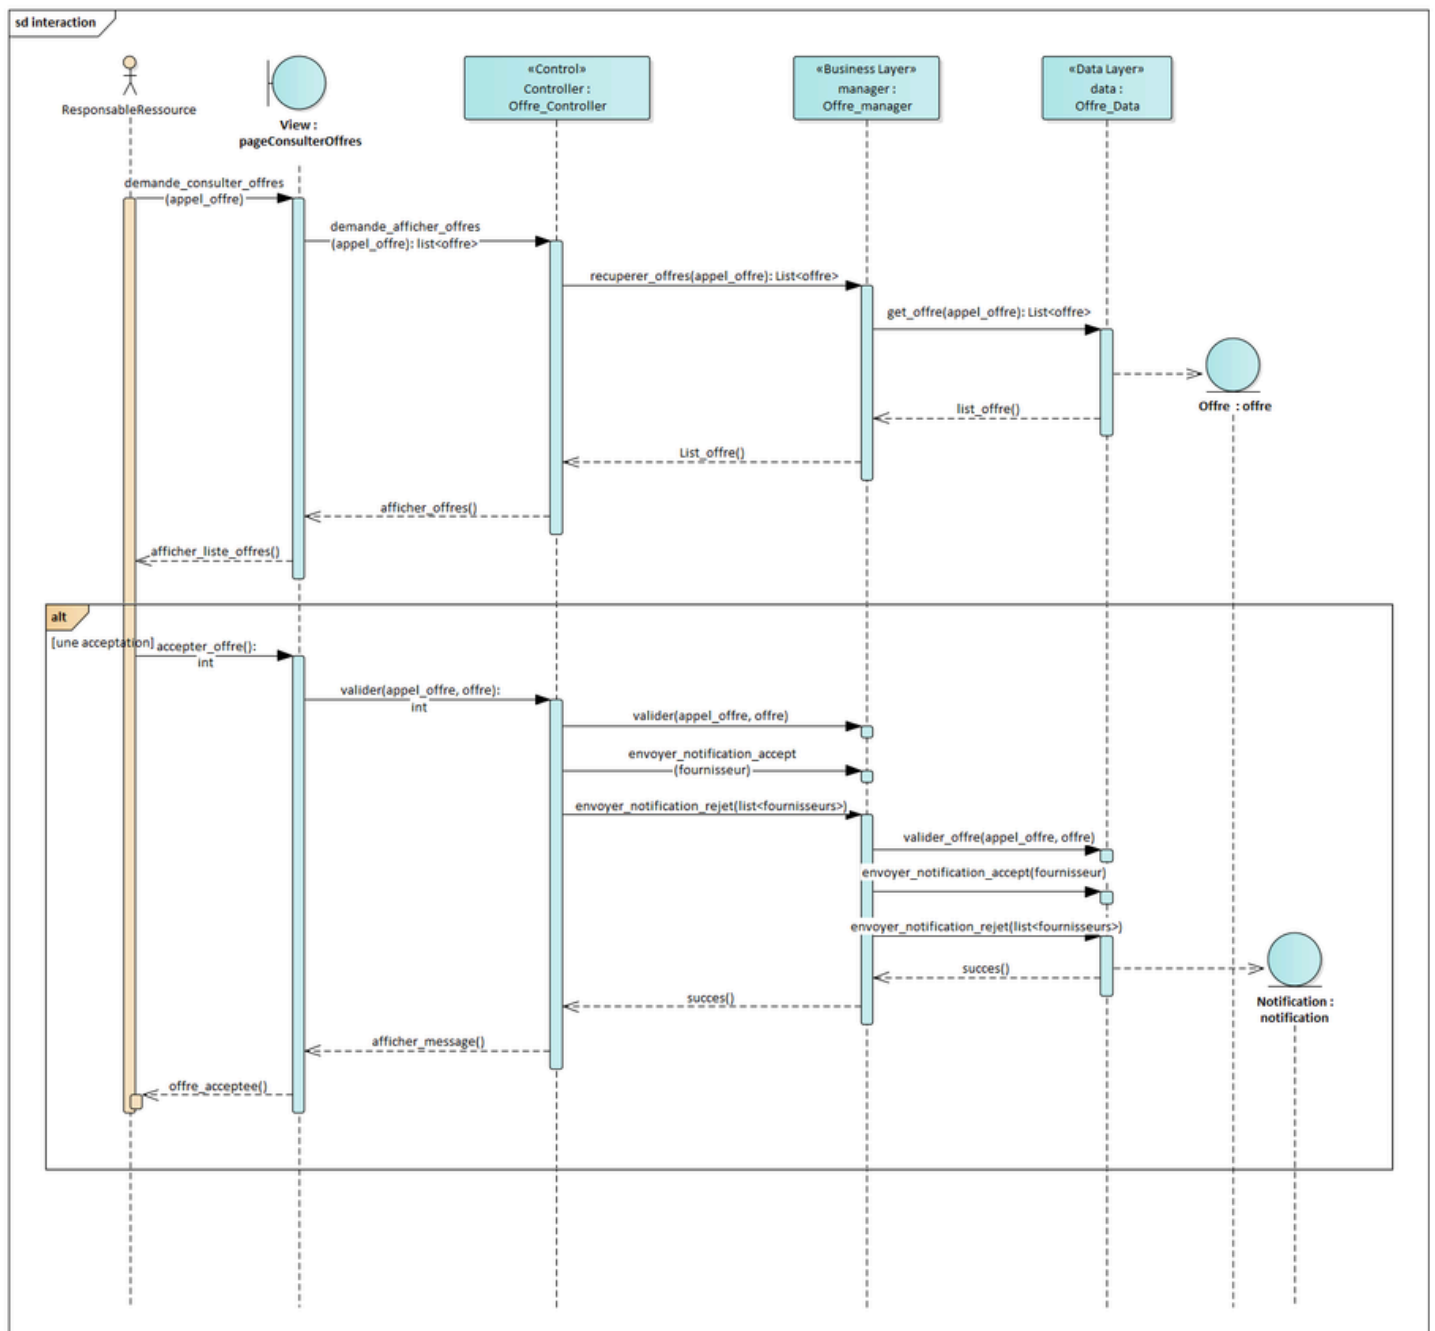 sd interaction
ResponsableRessource
View :
pageConsulterOffres
«Control»
Controller :
Offre_Controller
«Business Layer»
manager :
Offre_manager
«Data Layer»
data :
Offre_Data
demande_consulter_offres
(appel_offre)
demande_afficher_offres
(appel_offre): list<offre>
recuperer_offres(appel_offre): List<offre>
get_offre(appel_offre): List<offre>
Offre : offre
list_offre()
List_offre()
afficher_offres()
afficher_liste_offres()
alt
[une acceptation]
accepter_offre():
int
valider(appel_offre, offre):
int
valider(appel_offre, offre)
envoyer_notification_accept
(fournisseur)
envoyer_notification_rejet(list<fournisseurs>)
valider_offre(appel_offre, offre)
envoyer_notification_accept(fournisseur)
envoyer_notification_rejet(list<fournisseurs>)
succes()
Notification :
notification
succes()
afficher_message()
offre_acceptee()